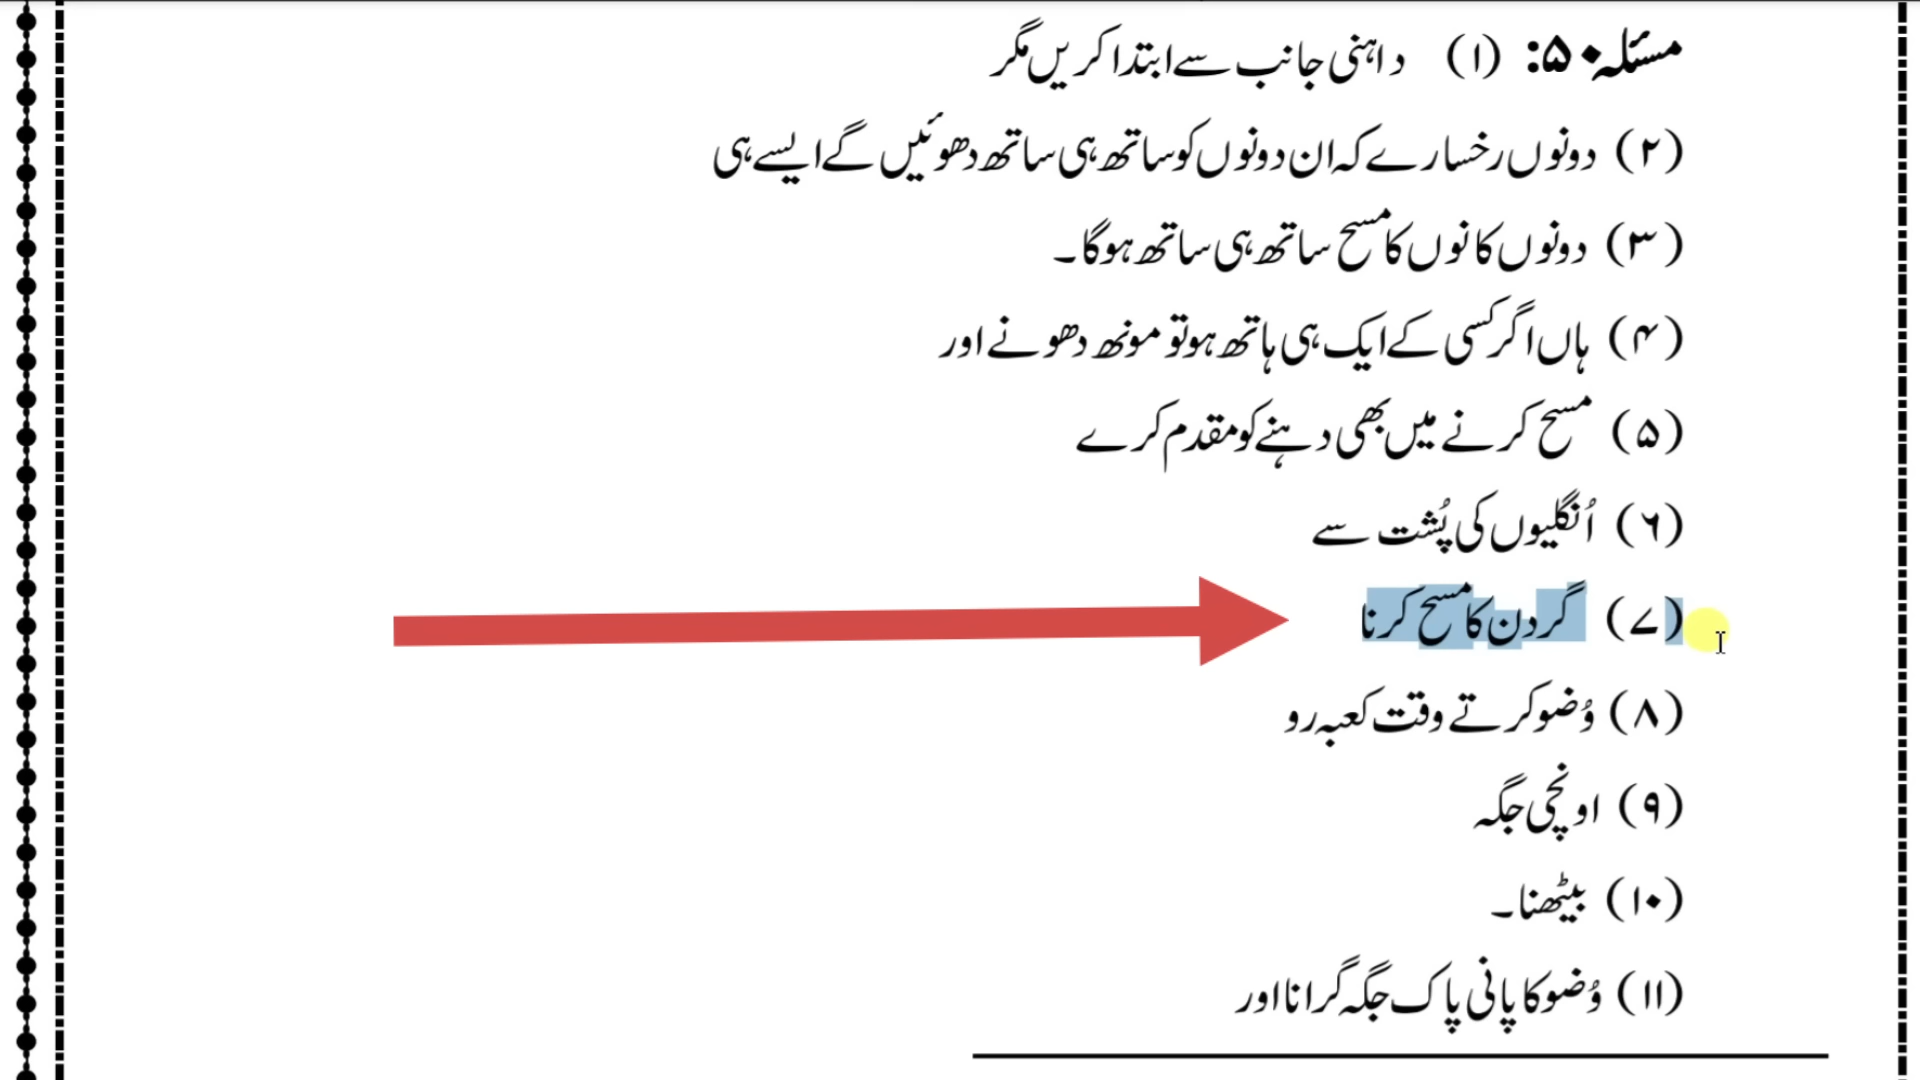 مسئلہ ۵۰: (۱) داہنی جانب سے ابتدا کریں مگر
(۲) دونوں رخسارے کہ ان دونوں کو ساتھ ہی ساتھ دھوئیں گے ایسے ہی
(۳) دونوں کانوں کا مسح ساتھ ہی ساتھ ہوگا۔
(۴) ہاں اگر کسی کے ایک ہی ہاتھ ہو تو مونھ دھونے اور
(۵) مسح کرنے میں بھی دہنے کو مقدم کرے
(۶) اُنگلیوں کی پُشت سے
(۷) گردن کا مسح کرنا
(۸) وُضو کرتے وقت کعبہ رو
(۹) اونچی جگہ
(۱۰) بیٹھنا۔
(۱۱) وُضو کا پانی پاک جگہ گرانا اور